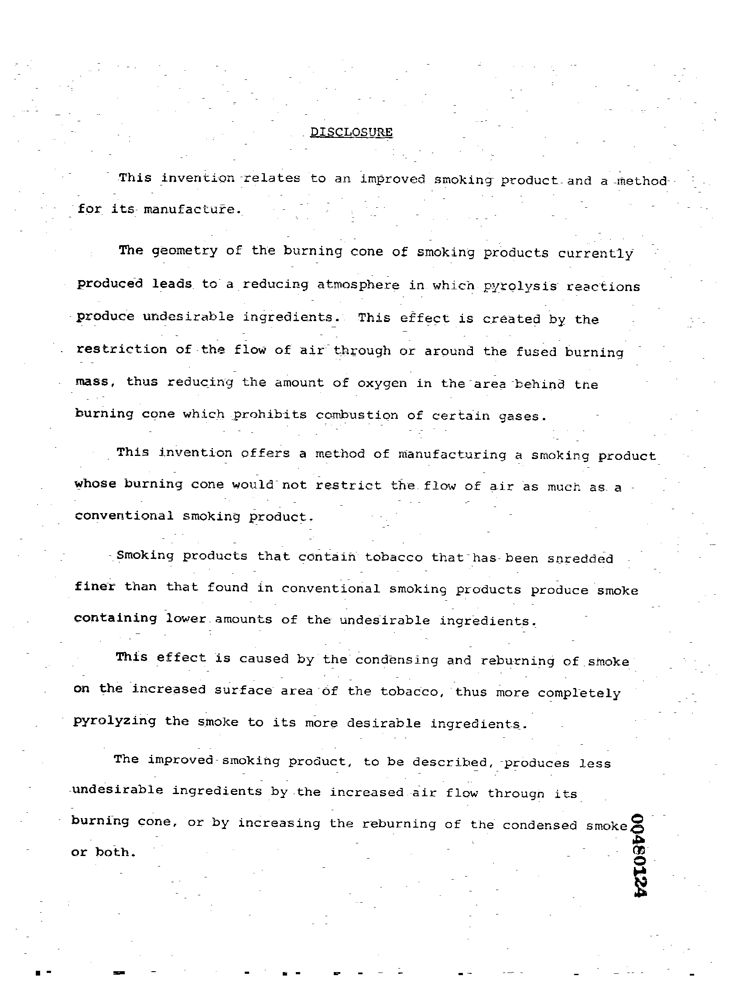 DISCLOSURE
This invention relates to an improved smoking product and a method
for its manufacture.
The geometry of the burning cone of smoking products currently
produced leads to a reducing atmosphere in which pyrolysis reactions
produce undesirable ingredients. This effect is created by the
restriction of the flow of air through or around the fused burning
mass, thus reducing the amount of oxygen in the area behind tne
burning cone which prohibits combustion of certain gases.
This invention offers a method of manufacturing a smoking product
whose burning cone would not restrict the flow of air as much as a
conventional smoking product.
Smoking products that contain tobacco that has been snredded
finer than that found in conventional smoking products produce smoke
containing lower amounts of the undesirable ingredients.
This effect is caused by the condensing and reburning of smoke
on the increased surface area of the tobacco, thus more completely
pyrolyzing the smoke to its more desirable ingredients.
The improved smoking product, to be described, produces less
undesirable ingredients by the increased air flow througn its
burning cone, or by increasing the reburning of the condensed smoke
or both.
00480124